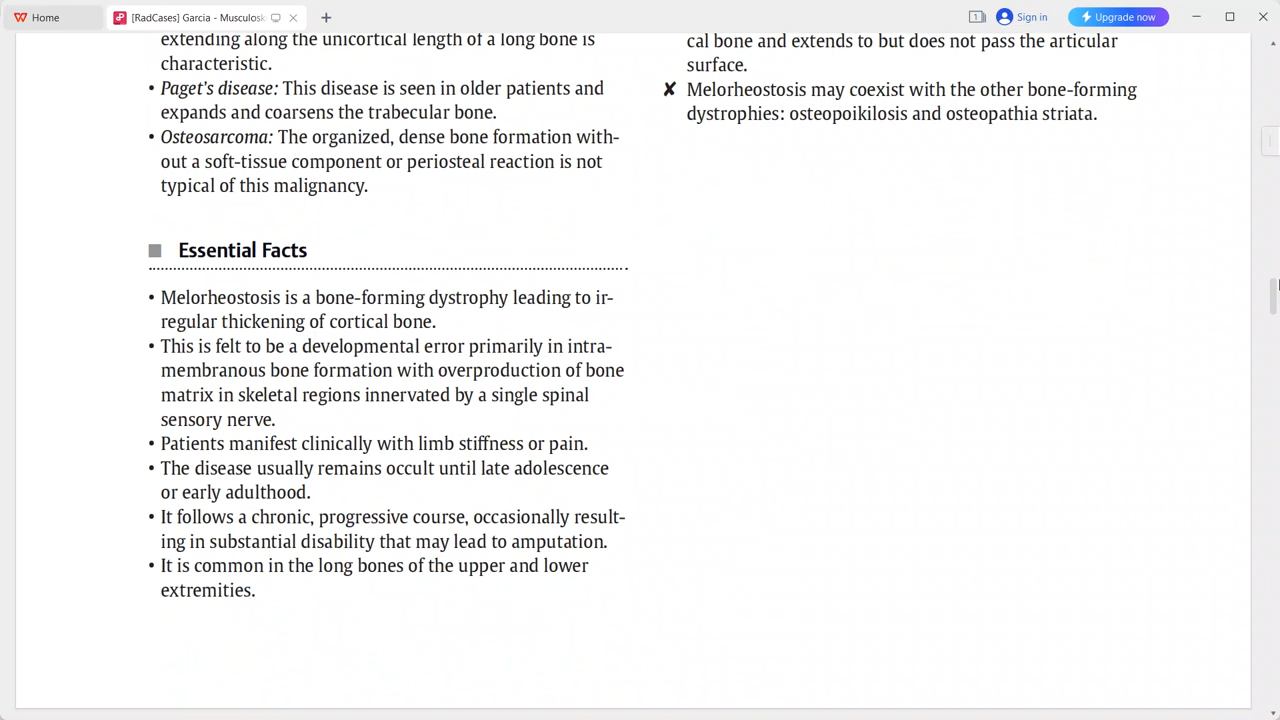 Home
[RadCases] Garcia - Musculosk
1
Sign in
Upgrade now
extending along the unicortical length of a long bone is
characteristic.
• Paget's disease: This disease is seen in older patients and
expands and coarsens the trabecular bone.
• Osteosarcoma: The organized, dense bone formation with-
out a soft-tissue component or periosteal reaction is not
typical of this malignancy.
Essential Facts
• Melorheostosis is a bone-forming dystrophy leading to ir-
regular thickening of cortical bone.
• This is felt to be a developmental error primarily in intra-
membranous bone formation with overproduction of bone
matrix in skeletal regions innervated by a single spinal
sensory nerve.
• Patients manifest clinically with limb stiffness or pain.
• The disease usually remains occult until late adolescence
or early adulthood.
• It follows a chronic, progressive course, occasionally result-
ing in substantial disability that may lead to amputation.
• It is common in the long bones of the upper and lower
extremities.
cal bone and extends to but does not pass the articular
surface.
✘ Melorheostosis may coexist with the other bone-forming
dystrophies: osteopoikilosis and osteopathia striata.